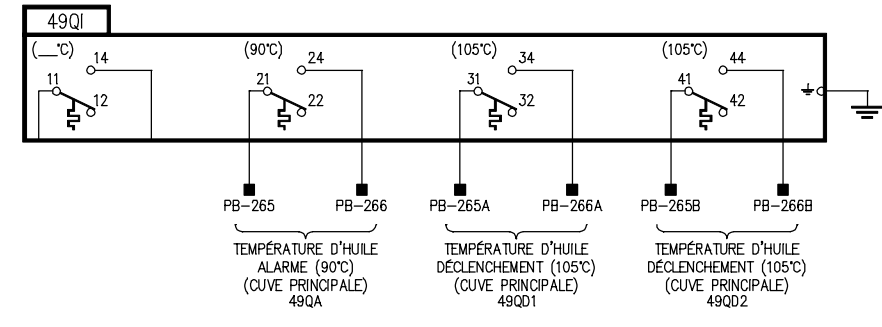 49QI
(__°C) (90°C) (105°C) (105°C)
14 24 34 44
11 21 31 41
12 22 32 42
PB-265 PB-266 PB-265A PB-266A PB-265B PB-266B
TEMPÉRATURE D'HUILE
ALARME (90°C)
(CUVE PRINCIPALE)
49QA
TEMPÉRATURE D'HUILE
DÉCLENCHEMENT (105°C)
(CUVE PRINCIPALE)
49QD1
TEMPÉRATURE D'HUILE
DÉCLENCHEMENT (105°C)
(CUVE PRINCIPALE)
49QD2